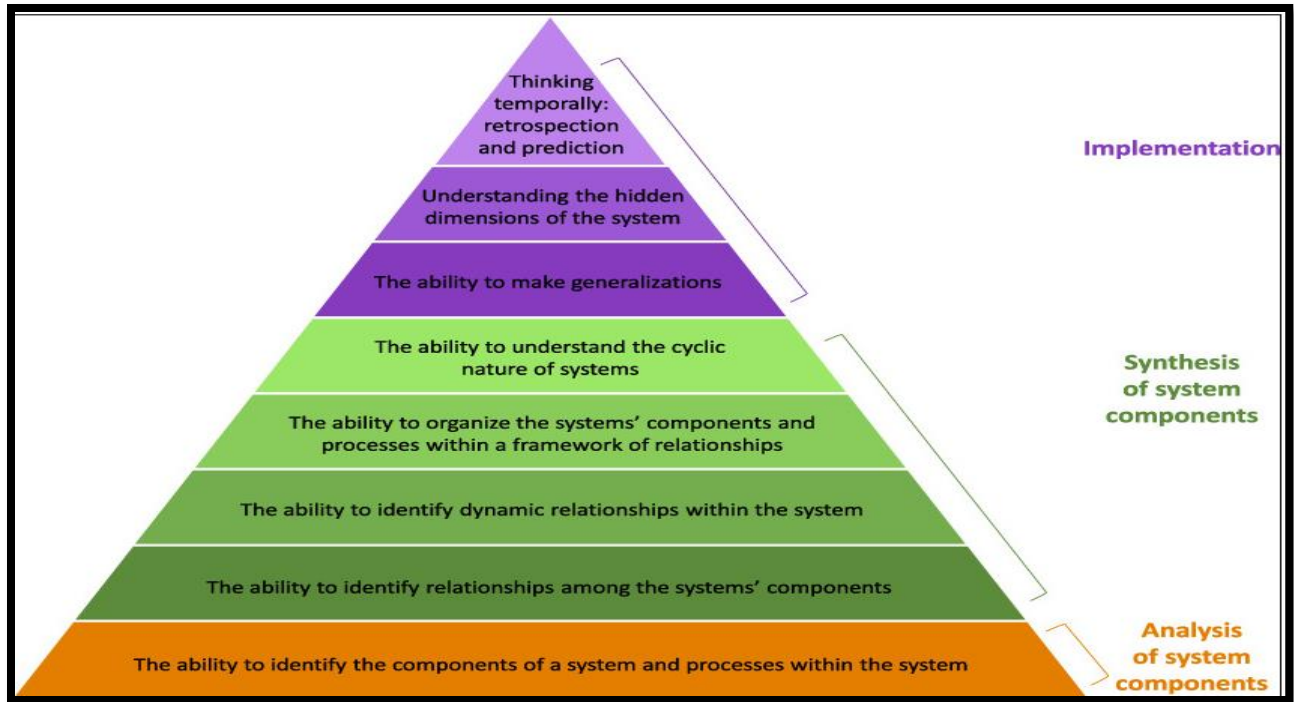 Thinking
temporally:
retrospection
and prediction
Implementation
Understanding the hidden
dimensions of the system
The ability to make generalizations
The ability to understand the cyclic
nature of systems
Synthesis
of system
components
The ability to organize the systems’ components and
processes within a framework of relationships
The ability to identify dynamic relationships within the system
The ability to identify relationships among the systems’ components
Analysis
of system
components
The ability to identify the components of a system and processes within the system